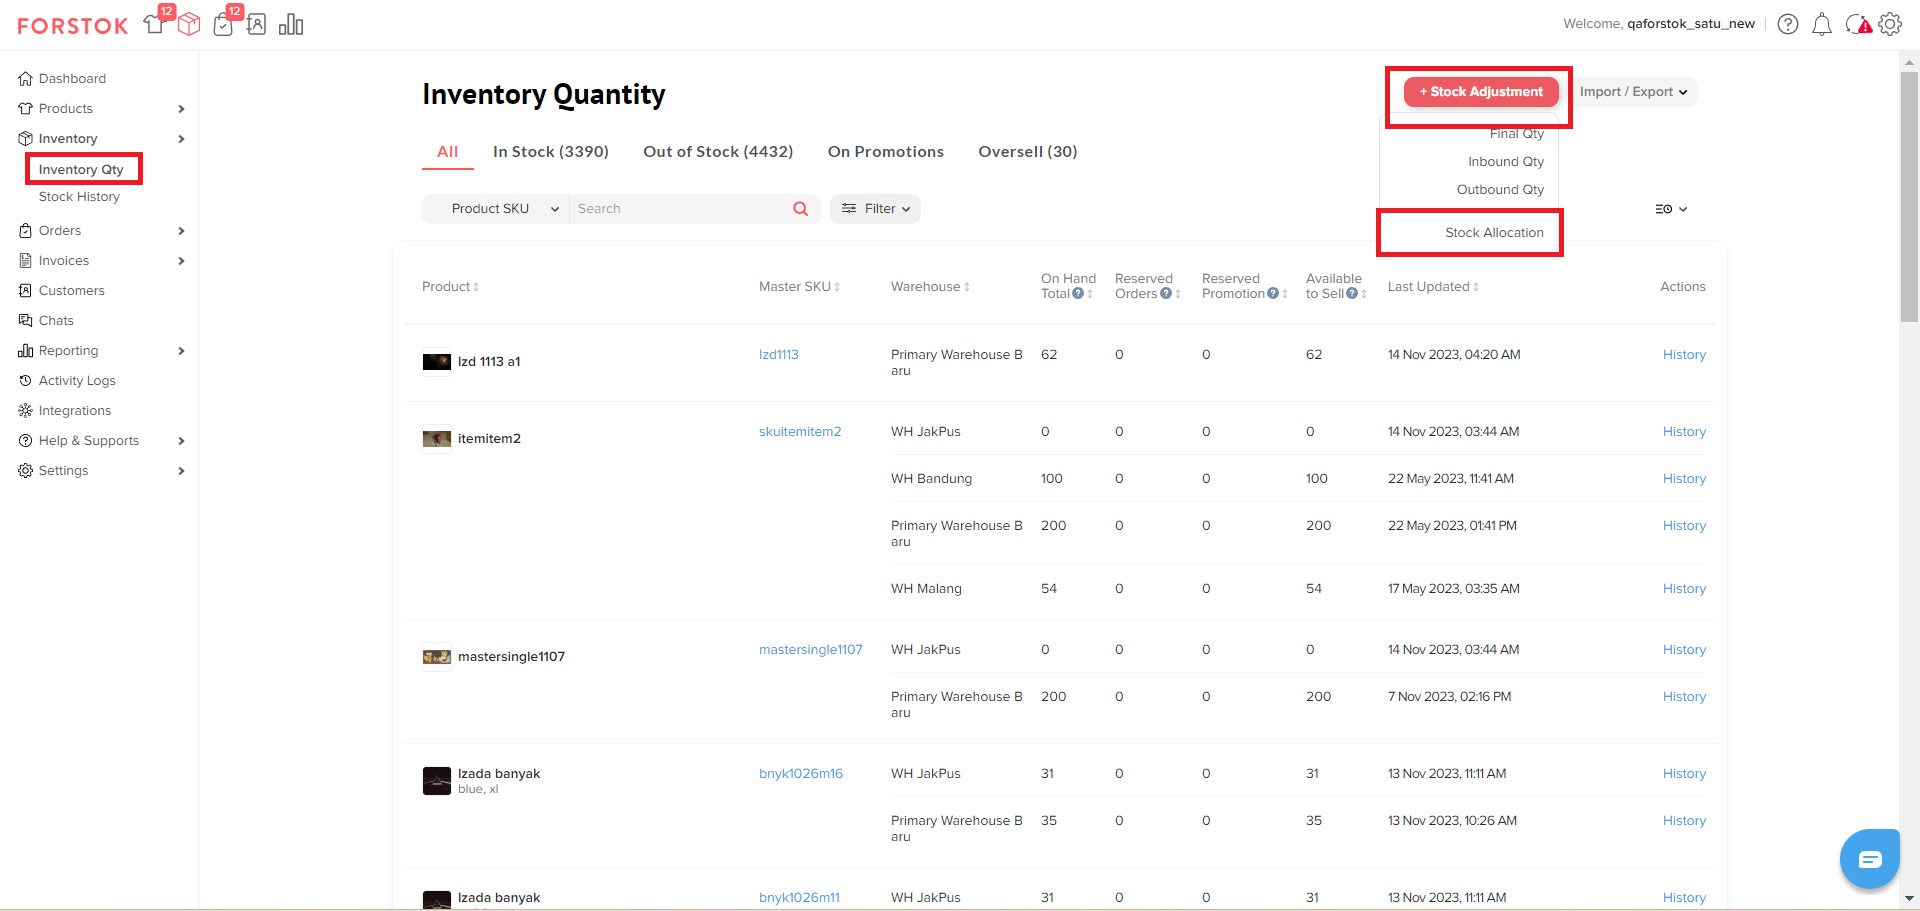 FORSTOK
12
12
Welcome, qaforstok_satu_new
Dashboard
Products
Inventory
Inventory Qty
Stock History
Orders
Invoices
Customers
Chats
Reporting
Activity Logs
Integrations
Help & Supports
Settings
Inventory Quantity
+ Stock Adjustment
Import / Export
Final Qty
Inbound Qty
Outbound Qty
Stock Allocation
All In Stock (3390) Out of Stock (4432) On Promotions Oversell (30)
Product SKU Search Filter
Product Master SKU Warehouse On Hand Total Reserved Orders Reserved Promotion Available to Sell Last Updated Actions
lzd 1113 a1 lzd1113 Primary Warehouse B 62 0 0 62 14 Nov 2023, 04:20 AM History
aru
itemitem2 skuitemitem2 WH JakPus 0 0 0 0 14 Nov 2023, 03:44 AM History
WH Bandung 100 0 0 100 22 May 2023, 11:41 AM History
Primary Warehouse B 200 0 0 200 22 May 2023, 01:41 PM History
aru
WH Malang 54 0 0 54 17 May 2023, 03:35 AM History
mastersingle1107 mastersingle1107 WH JakPus 0 0 0 0 14 Nov 2023, 03:44 AM History
Primary Warehouse B 200 0 0 200 7 Nov 2023, 02:16 PM History
aru
lzada banyak bnyk1026m16 WH JakPus 31 0 0 31 13 Nov 2023, 11:11 AM History
blue, xl
Primary Warehouse B 35 0 0 35 13 Nov 2023, 10:26 AM History
aru
lzada banyak bnyk1026m11 WH JakPus 31 0 0 31 13 Nov 2023, 11:11 AM History